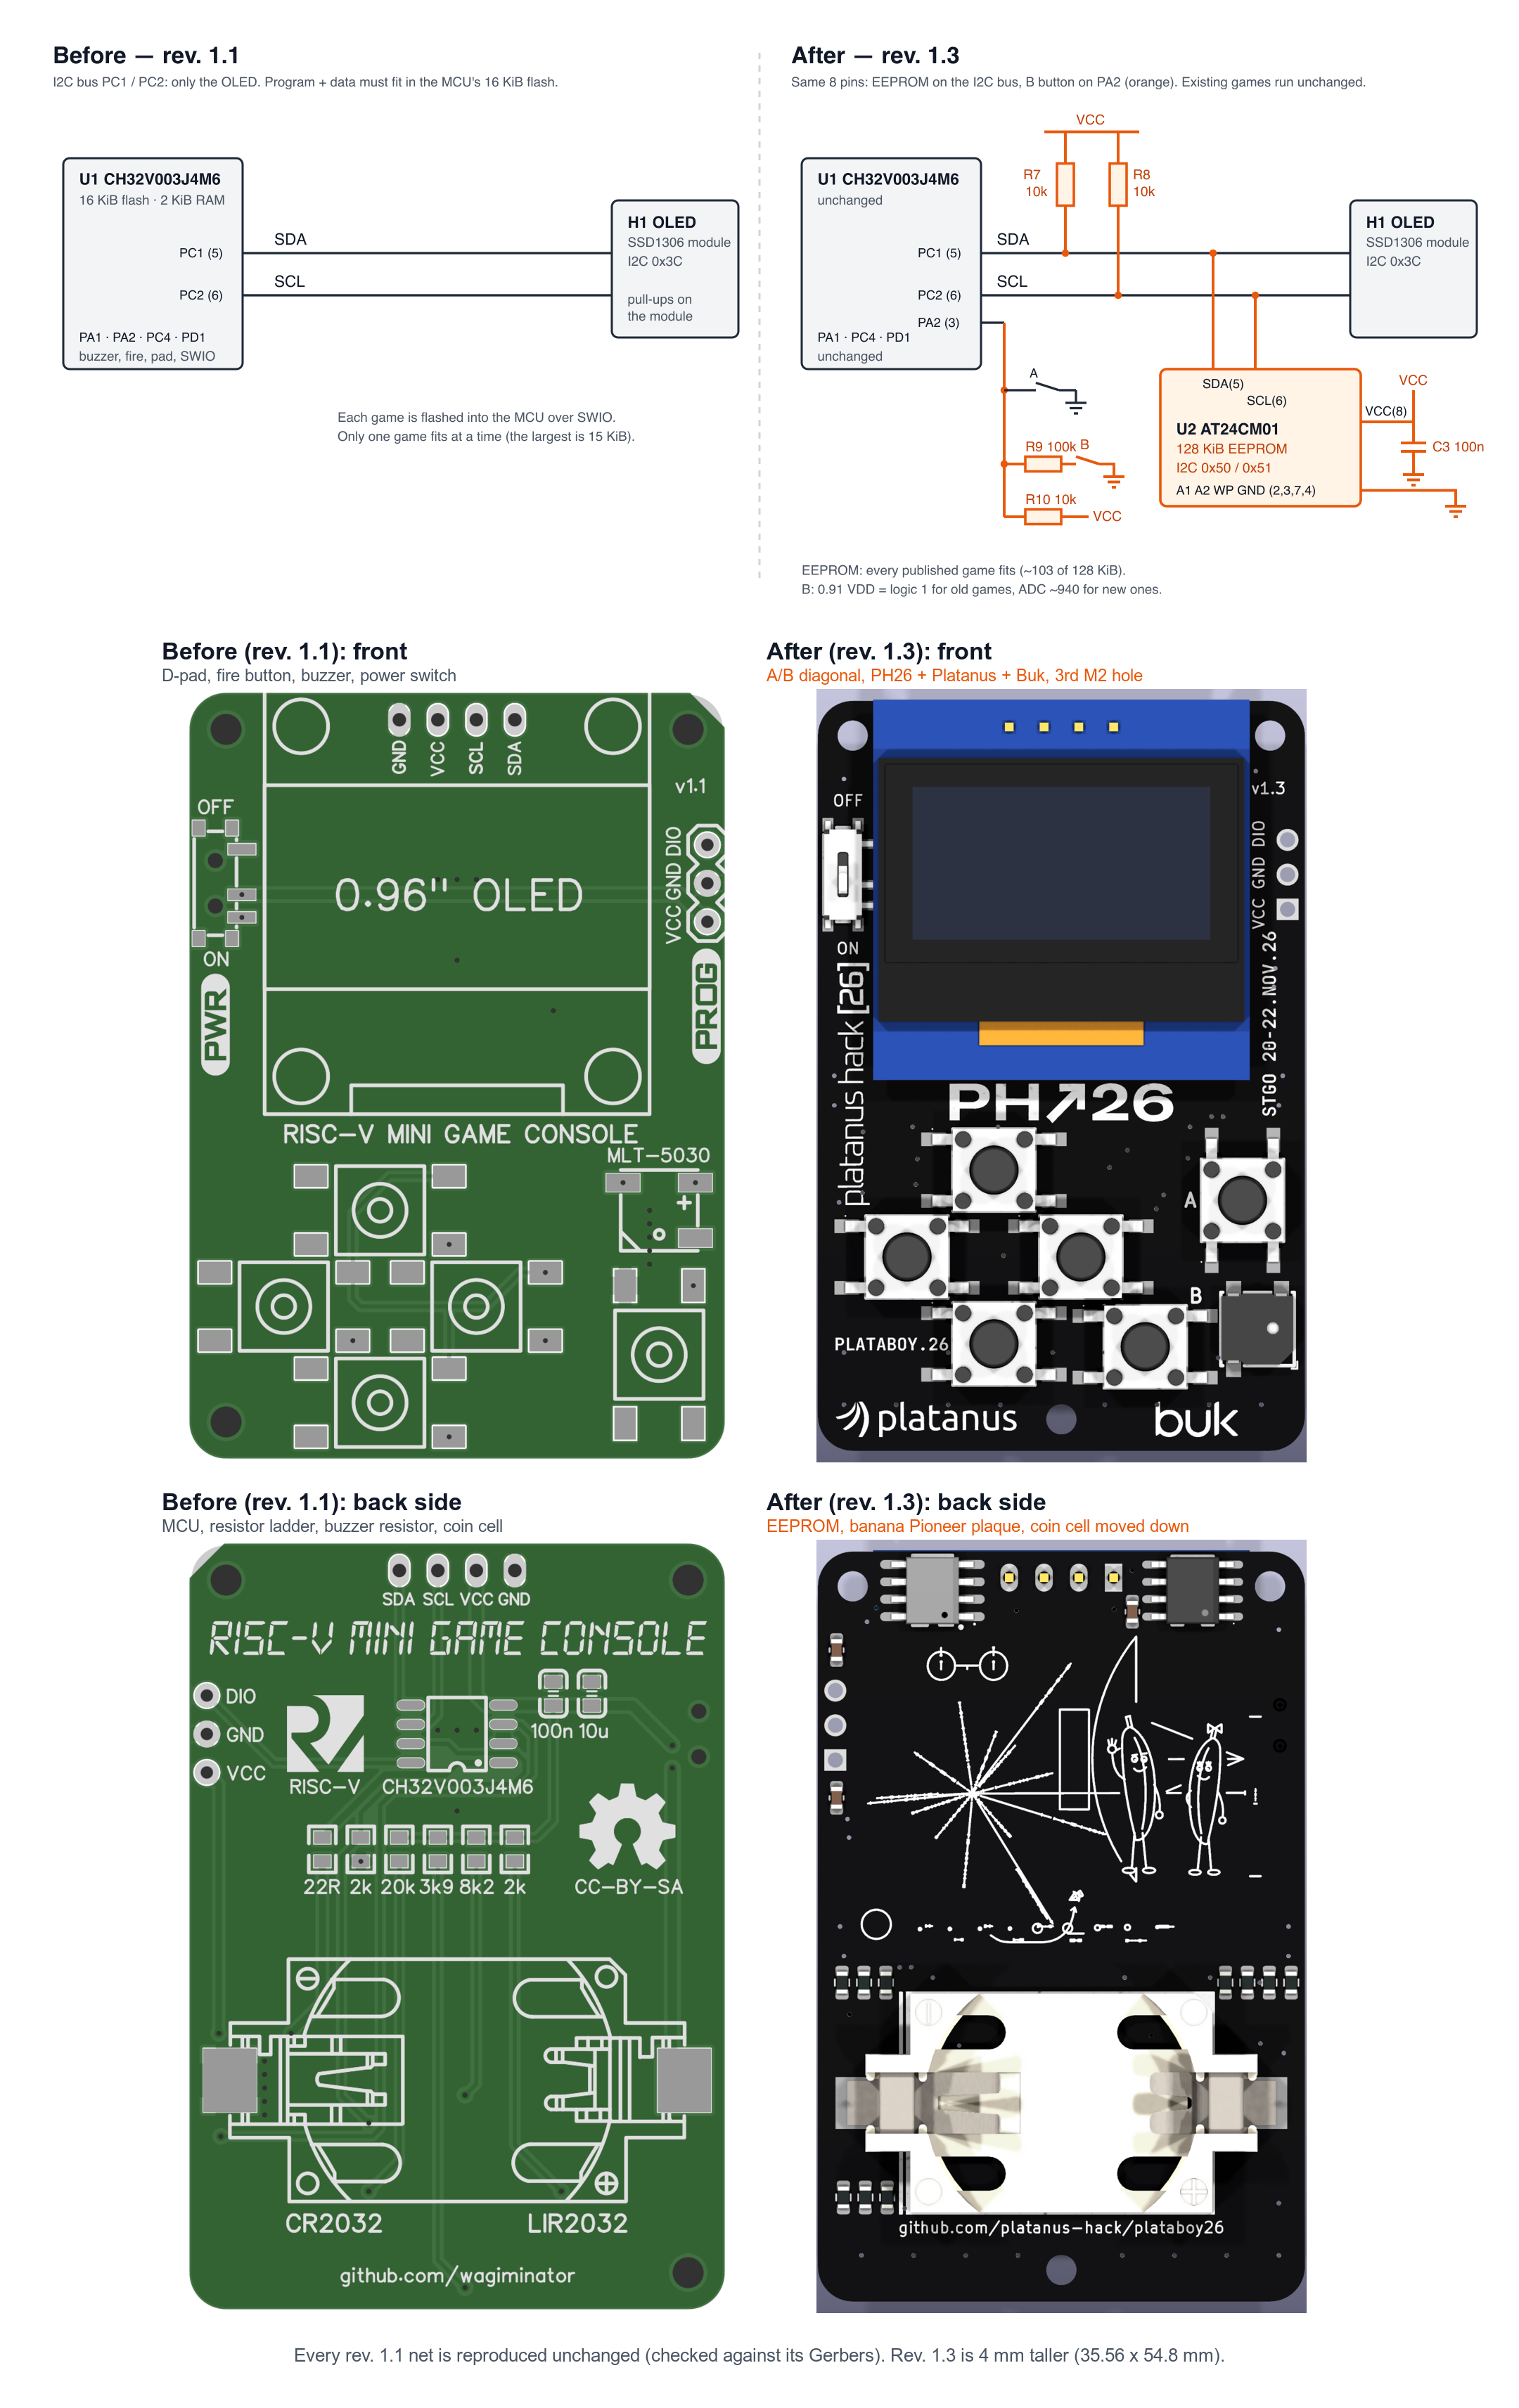 Before — rev. 1.1
I2C bus PC1 / PC2: only the OLED. Program + data must fit in the MCU's 16 KiB flash.
U1 CH32V003J4M6
16 KiB flash · 2 KiB RAM
PC1 (5)
PC2 (6)
PA1 · PA2 · PC4 · PD1
buzzer, fire, pad, SWIO
SDA
SCL
H1 OLED
SSD1306 module
I2C 0x3C
pull-ups on
the module
Each game is flashed into the MCU over SWIO.
Only one game fits at a time (the largest is 15 KiB).
After — rev. 1.3
Same 8 pins: EEPROM on the I2C bus, B button on PA2 (orange). Existing games run unchanged.
VCC
R7
10k
R8
10k
U1 CH32V003J4M6
unchanged
PC1 (5)
PC2 (6)
PA2 (3)
PA1 · PC4 · PD1
unchanged
SDA
SCL
H1 OLED
SSD1306 module
I2C 0x3C
A
R9 100k B
R10 10k
VCC
SDA(5)
SCL(6)
U2 AT24CM01
128 KiB EEPROM
I2C 0x50 / 0x51
A1 A2 WP GND (2,3,7,4)
VCC(8)
VCC
C3 100n
EEPROM: every published game fits (~103 of 128 KiB).
B: 0.91 VDD = logic 1 for old games, ADC ~940 for new ones.
Before (rev. 1.1): front
D-pad, fire button, buzzer, power switch
GND
VCC
SCL
SDA
v1.1
OFF
ON
PWR
0.96" OLED
VCC GND DIO
PROG
RISC-V MINI GAME CONSOLE
MLT-5030
+
After (rev. 1.3): front
A/B diagonal, PH26 + Platanus + Buk, 3rd M2 hole
OFF
ON
v1.3
VCC GND DIO
platanus hack [26]
STGO 20-22.NOV.26
PH↗26
A
B
PLATABOY.26
platanus
buk
Before (rev. 1.1): back side
MCU, resistor ladder, buzzer resistor, coin cell
SDA SCL VCC GND
RISC-V MINI GAME CONSOLE
DIO
GND
VCC
RISC-V
CH32V003J4M6
100n 10u
22R 2k 20k 3k9 8k2 2k
CC-BY-SA
CR2032
LIR2032
github.com/wagiminator
After (rev. 1.3): back side
EEPROM, banana Pioneer plaque, coin cell moved down
github.com/platanus-hack/plataboy26
Every rev. 1.1 net is reproduced unchanged (checked against its Gerbers). Rev. 1.3 is 4 mm taller (35.56 x 54.8 mm).